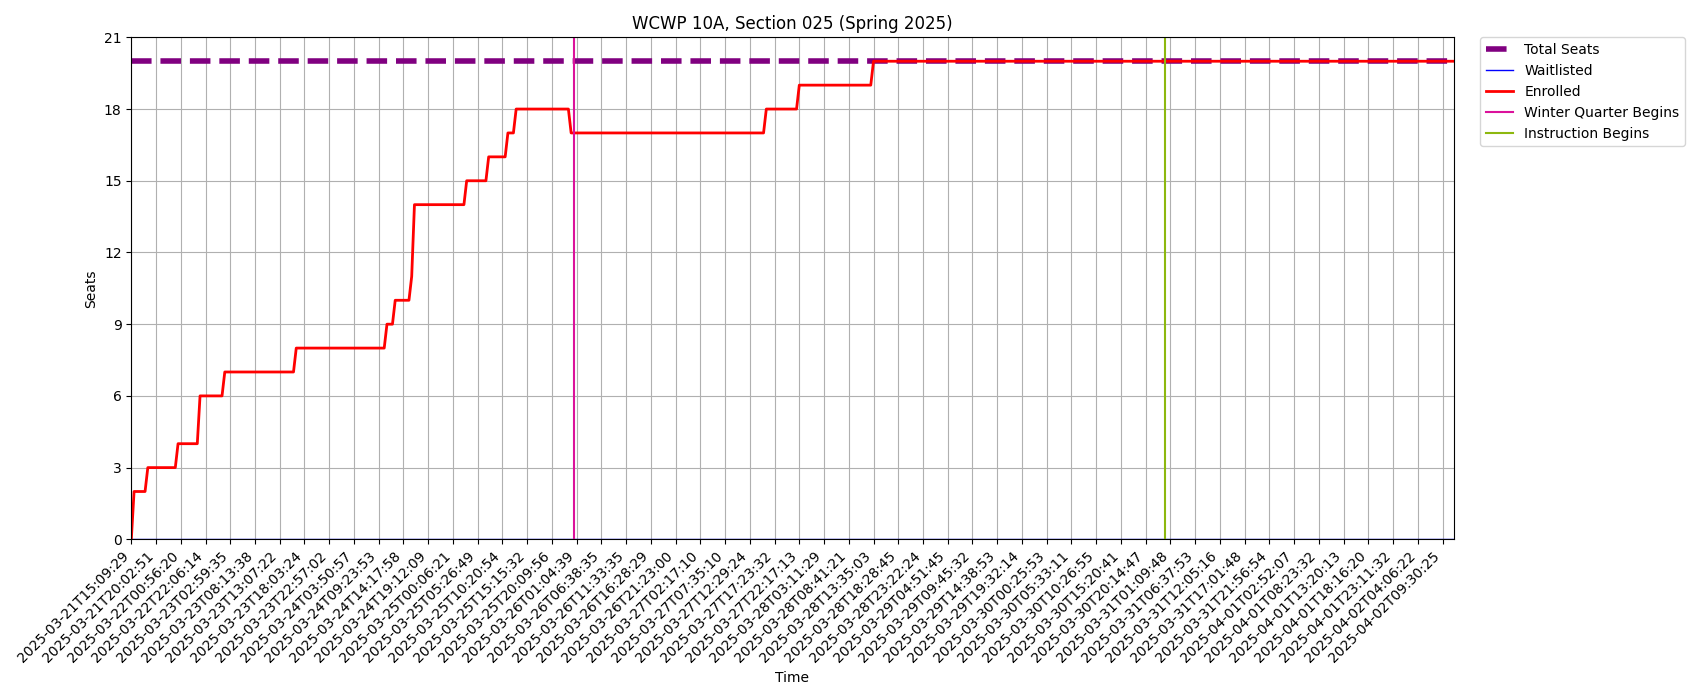 WCWP 10A, Section 025 (Spring 2025)
21
18
15
12
9
6
3
0
Seats
Total Seats
Waitlisted
Enrolled
Winter Quarter Begins
Instruction Begins
2025-03-21T15:09:29
2025-03-21T20:02:51
2025-03-22T00:56:20
2025-03-22T22:06:14
2025-03-23T02:59:35
2025-03-23T08:13:38
2025-03-23T13:07:22
2025-03-23T18:03:24
2025-03-23T22:57:02
2025-03-24T03:50:57
2025-03-24T09:23:53
2025-03-24T14:17:58
2025-03-24T19:12:09
2025-03-25T00:06:21
2025-03-25T05:26:49
2025-03-25T10:20:54
2025-03-25T15:15:32
2025-03-25T20:09:56
2025-03-26T01:04:39
2025-03-26T06:38:35
2025-03-26T11:33:35
2025-03-26T16:28:29
2025-03-26T21:23:00
2025-03-27T02:17:10
2025-03-27T07:35:10
2025-03-27T12:29:24
2025-03-27T17:23:32
2025-03-27T22:17:13
2025-03-28T03:11:29
2025-03-28T08:41:21
2025-03-28T13:35:03
2025-03-28T18:28:45
2025-03-28T23:22:24
2025-03-29T04:51:45
2025-03-29T09:45:32
2025-03-29T14:38:53
2025-03-29T19:32:14
2025-03-30T00:25:53
2025-03-30T05:33:11
2025-03-30T10:26:55
2025-03-30T15:20:41
2025-03-30T20:14:47
2025-03-31T01:09:48
2025-03-31T06:37:53
2025-03-31T12:05:16
2025-03-31T17:01:48
2025-03-31T21:56:54
2025-04-01T02:52:07
2025-04-01T08:23:32
2025-04-01T13:20:13
2025-04-01T18:16:20
2025-04-01T23:11:32
2025-04-02T04:06:22
2025-04-02T09:30:25
Time